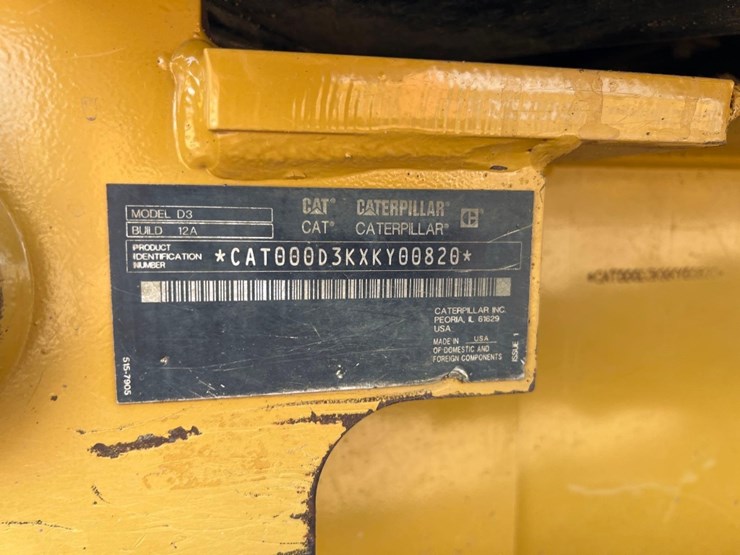 CAT® CATERPILLAR® C®
CAT® CATERPILLAR®
MODEL D3
BUILD 12A
PRODUCT IDENTIFICATION NUMBER *CAT000D3KXKY00820*
CATERPILLAR INC.
PEORIA, IL 61629
USA
MADE IN USA
OF DOMESTIC AND
FOREIGN COMPONENTS
ISSUE 1
515-7905